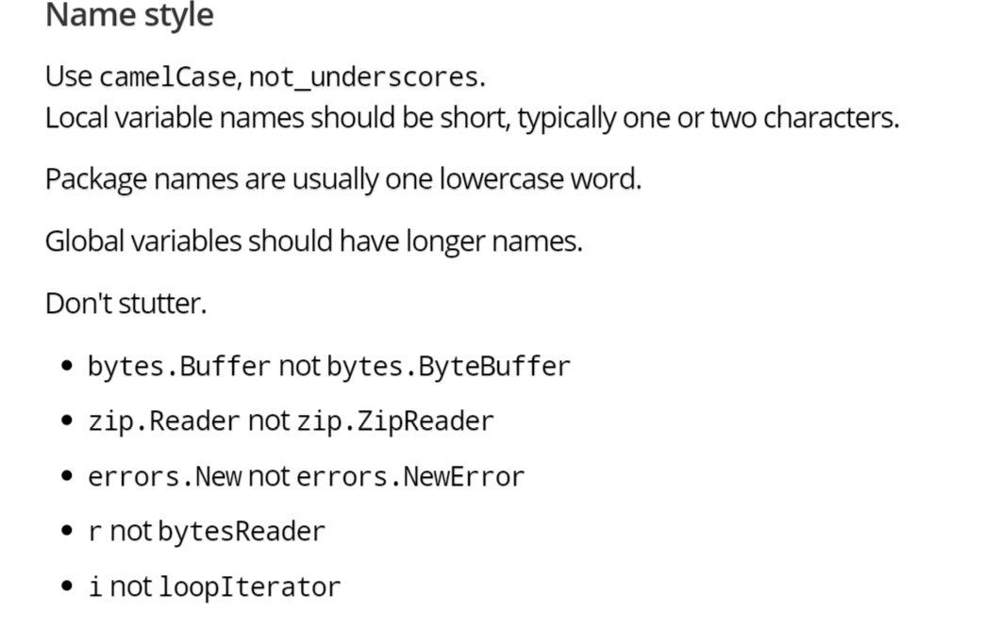 Name style
Use camelCase, not_underscores.
Local variable names should be short, typically one or two characters.
Package names are usually one lowercase word.
Global variables should have longer names.
Don't stutter.
• bytes.Buffer not bytes.ByteBuffer
• zip.Reader not zip.ZipReader
• errors.New not errors.NewError
• r not bytesReader
• i not loopIterator